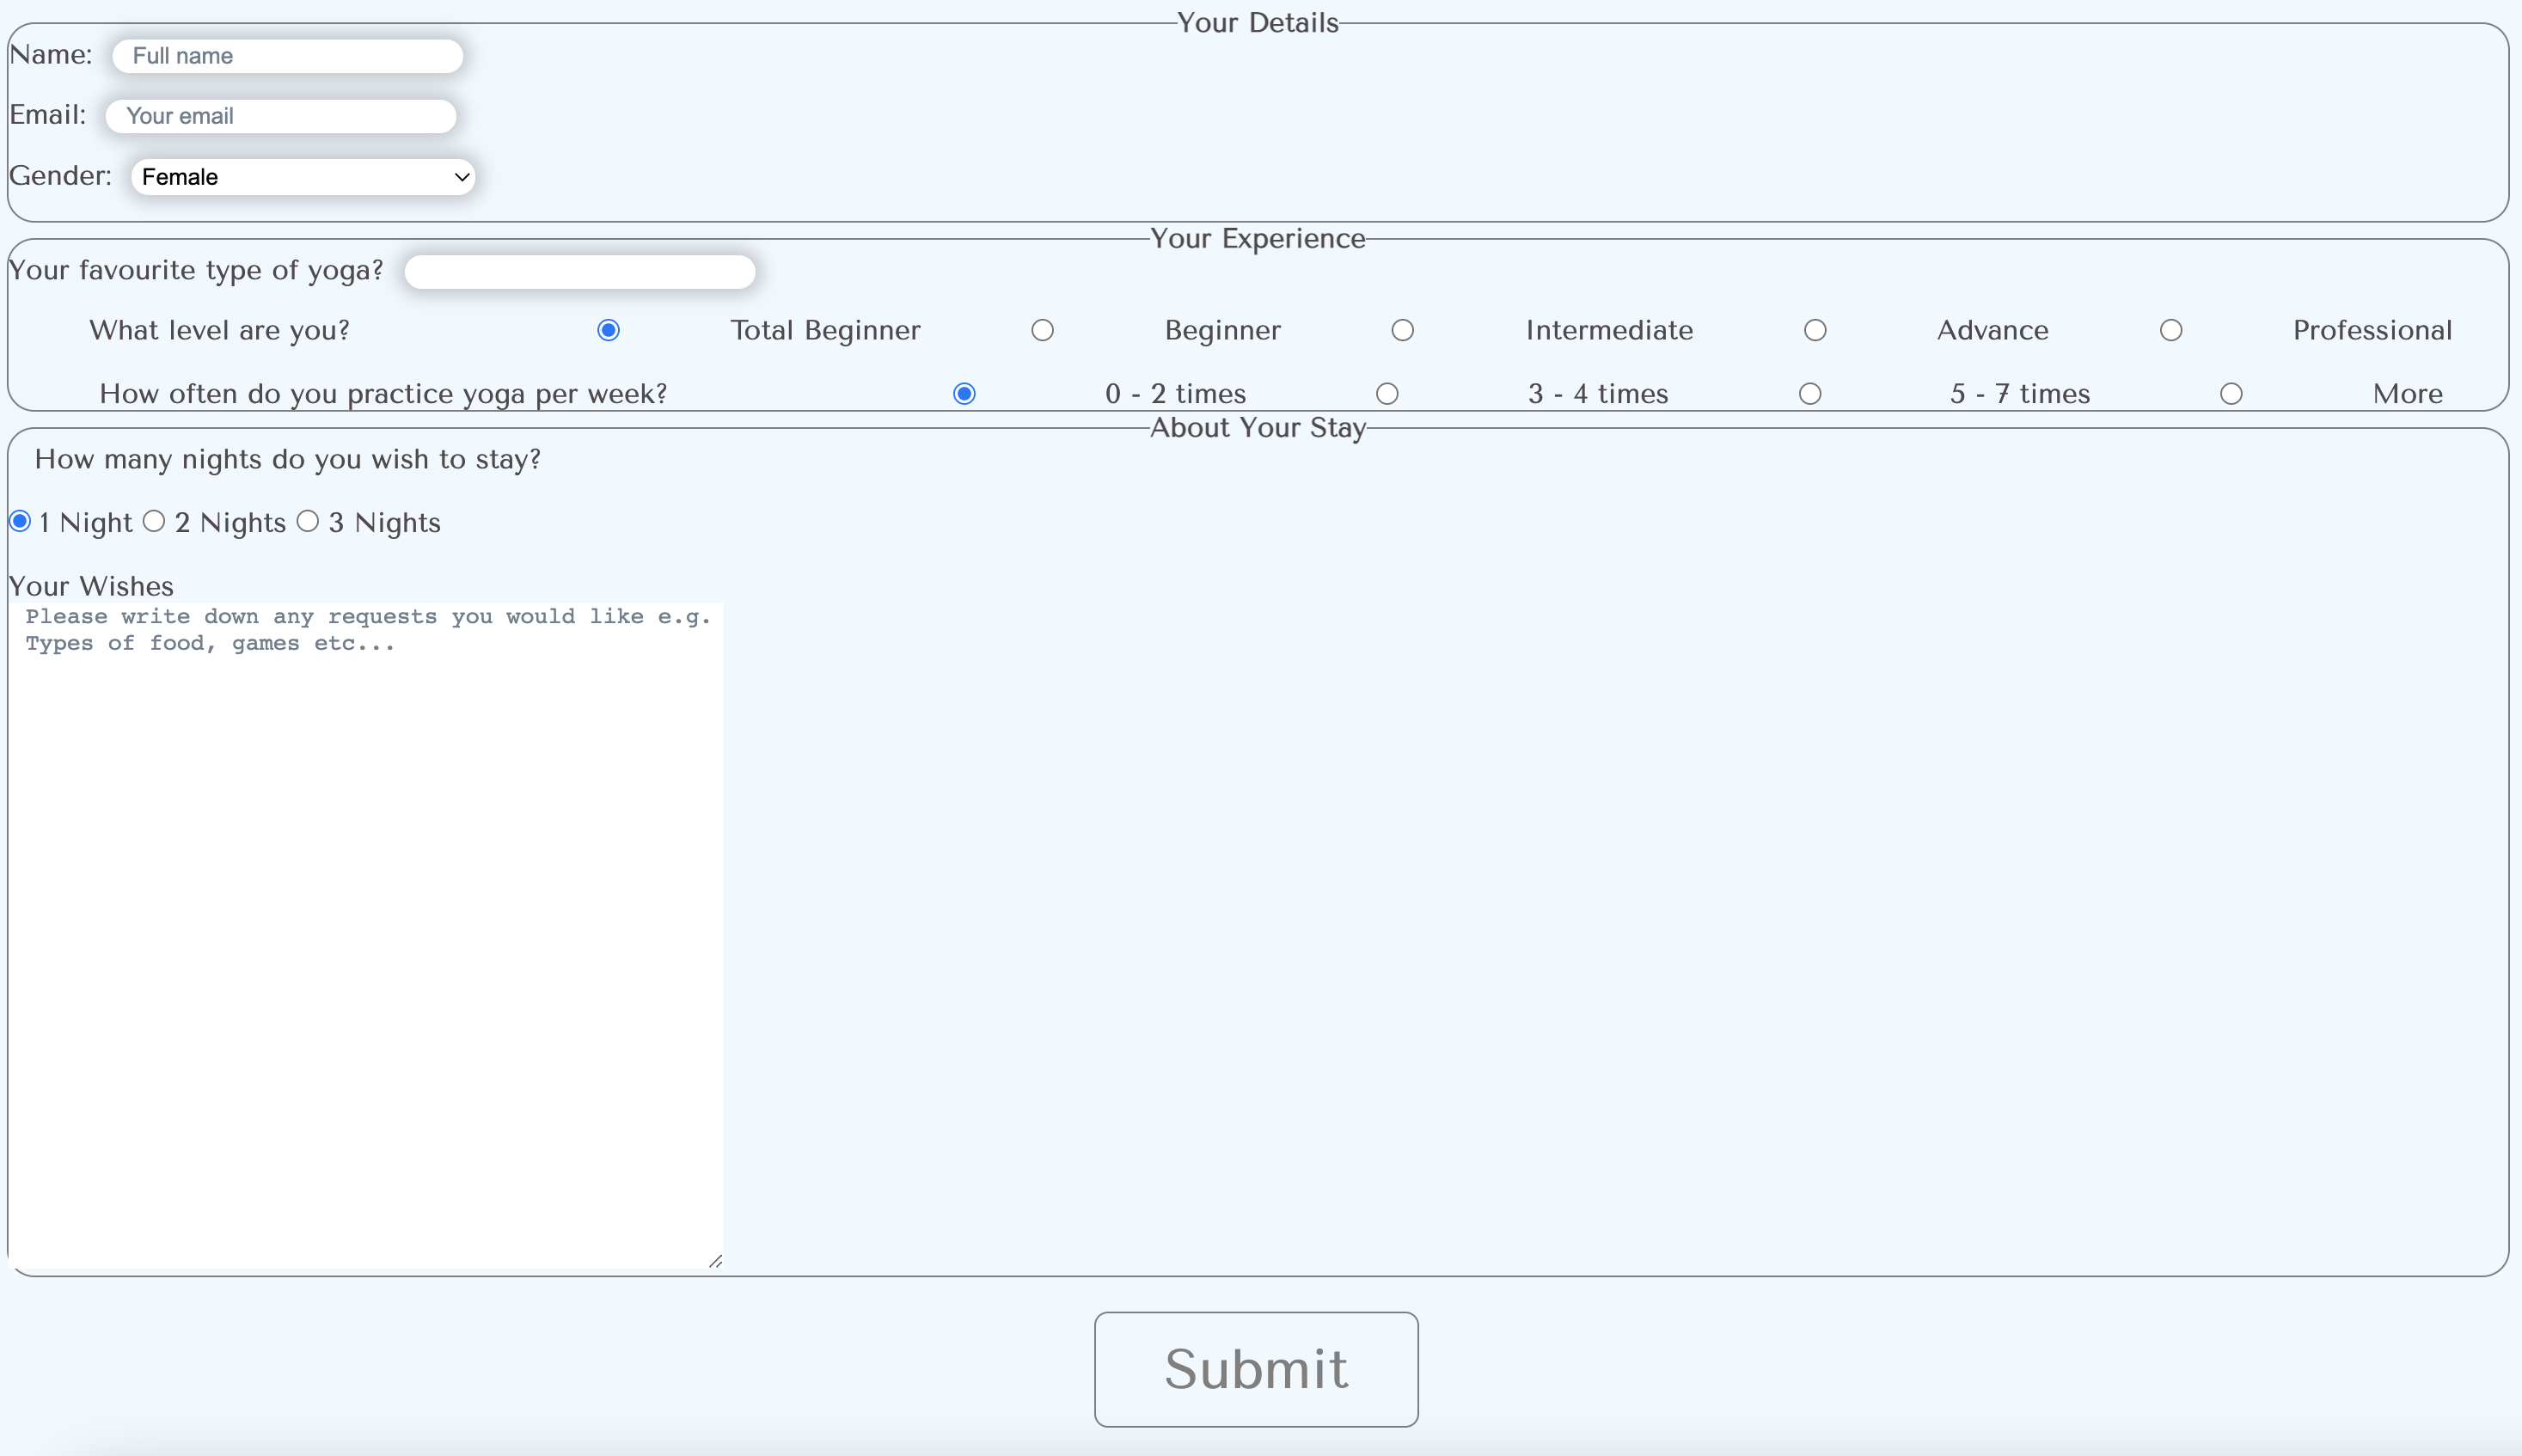 Your Details
Name: Full name
Email: Your email
Gender: Female
Your Experience
Your favourite type of yoga?
What level are you? Total Beginner Beginner Intermediate Advance Professional
How often do you practice yoga per week? 0 - 2 times 3 - 4 times 5 - 7 times More
About Your Stay
How many nights do you wish to stay?
1 Night 2 Nights 3 Nights
Your Wishes
Please write down any requests you would like e.g.
Types of food, games etc...
Submit